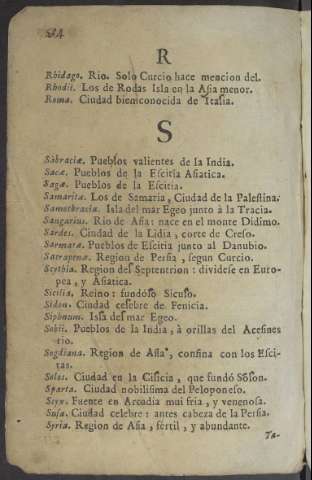 R
Rhidago. Rio. Solo Curcio hace mencion del.
Rhodii. Los de Rodas Isla en la Asia menor.
Roma. Ciudad bien conocida de Italia.
S
Sabraciæ. Pueblos valientes de la India.
Sacæ. Pueblos de la Escitia Asiatica.
Sagæ. Pueblos de la Escitia.
Samaritæ. Los de Samaria, Ciudad de la Palestina.
Samothracia. Isla del mar Egeo junto à la Tracia.
Sangarius. Rio de Asia: nace en el monte Didimo.
Sardes. Ciudad de la Lidia, corte de Creso.
Sarmatæ. Pueblos de Escitia junto al Danubio.
Satrapenæ. Region de Persia, segun Curcio.
Scythia. Region del Septentrion: dividese en Euro-
pea, y Asiatica.
Sicilia. Reino: fundólo Siculo.
Sidon. Ciudad celebre de Fenicia.
Siphnum. Isla del mar Egeo.
Sobii. Pueblos de la India, à orillas del Acesines
rio.
Sogdiana. Region de Asia, confina con los Esci-
tas.
Solos. Ciudad en la Cilicia, que fundó Sólon.
Sparta. Ciudad nobilisima del Peloponeso.
Styx. Fuente en Arcadia mui fria, y venenosa.
Susa. Ciudad celebre: antes cabeza de la Persia.
Syria. Region de Asia, fertil, y abundante.
Ta-